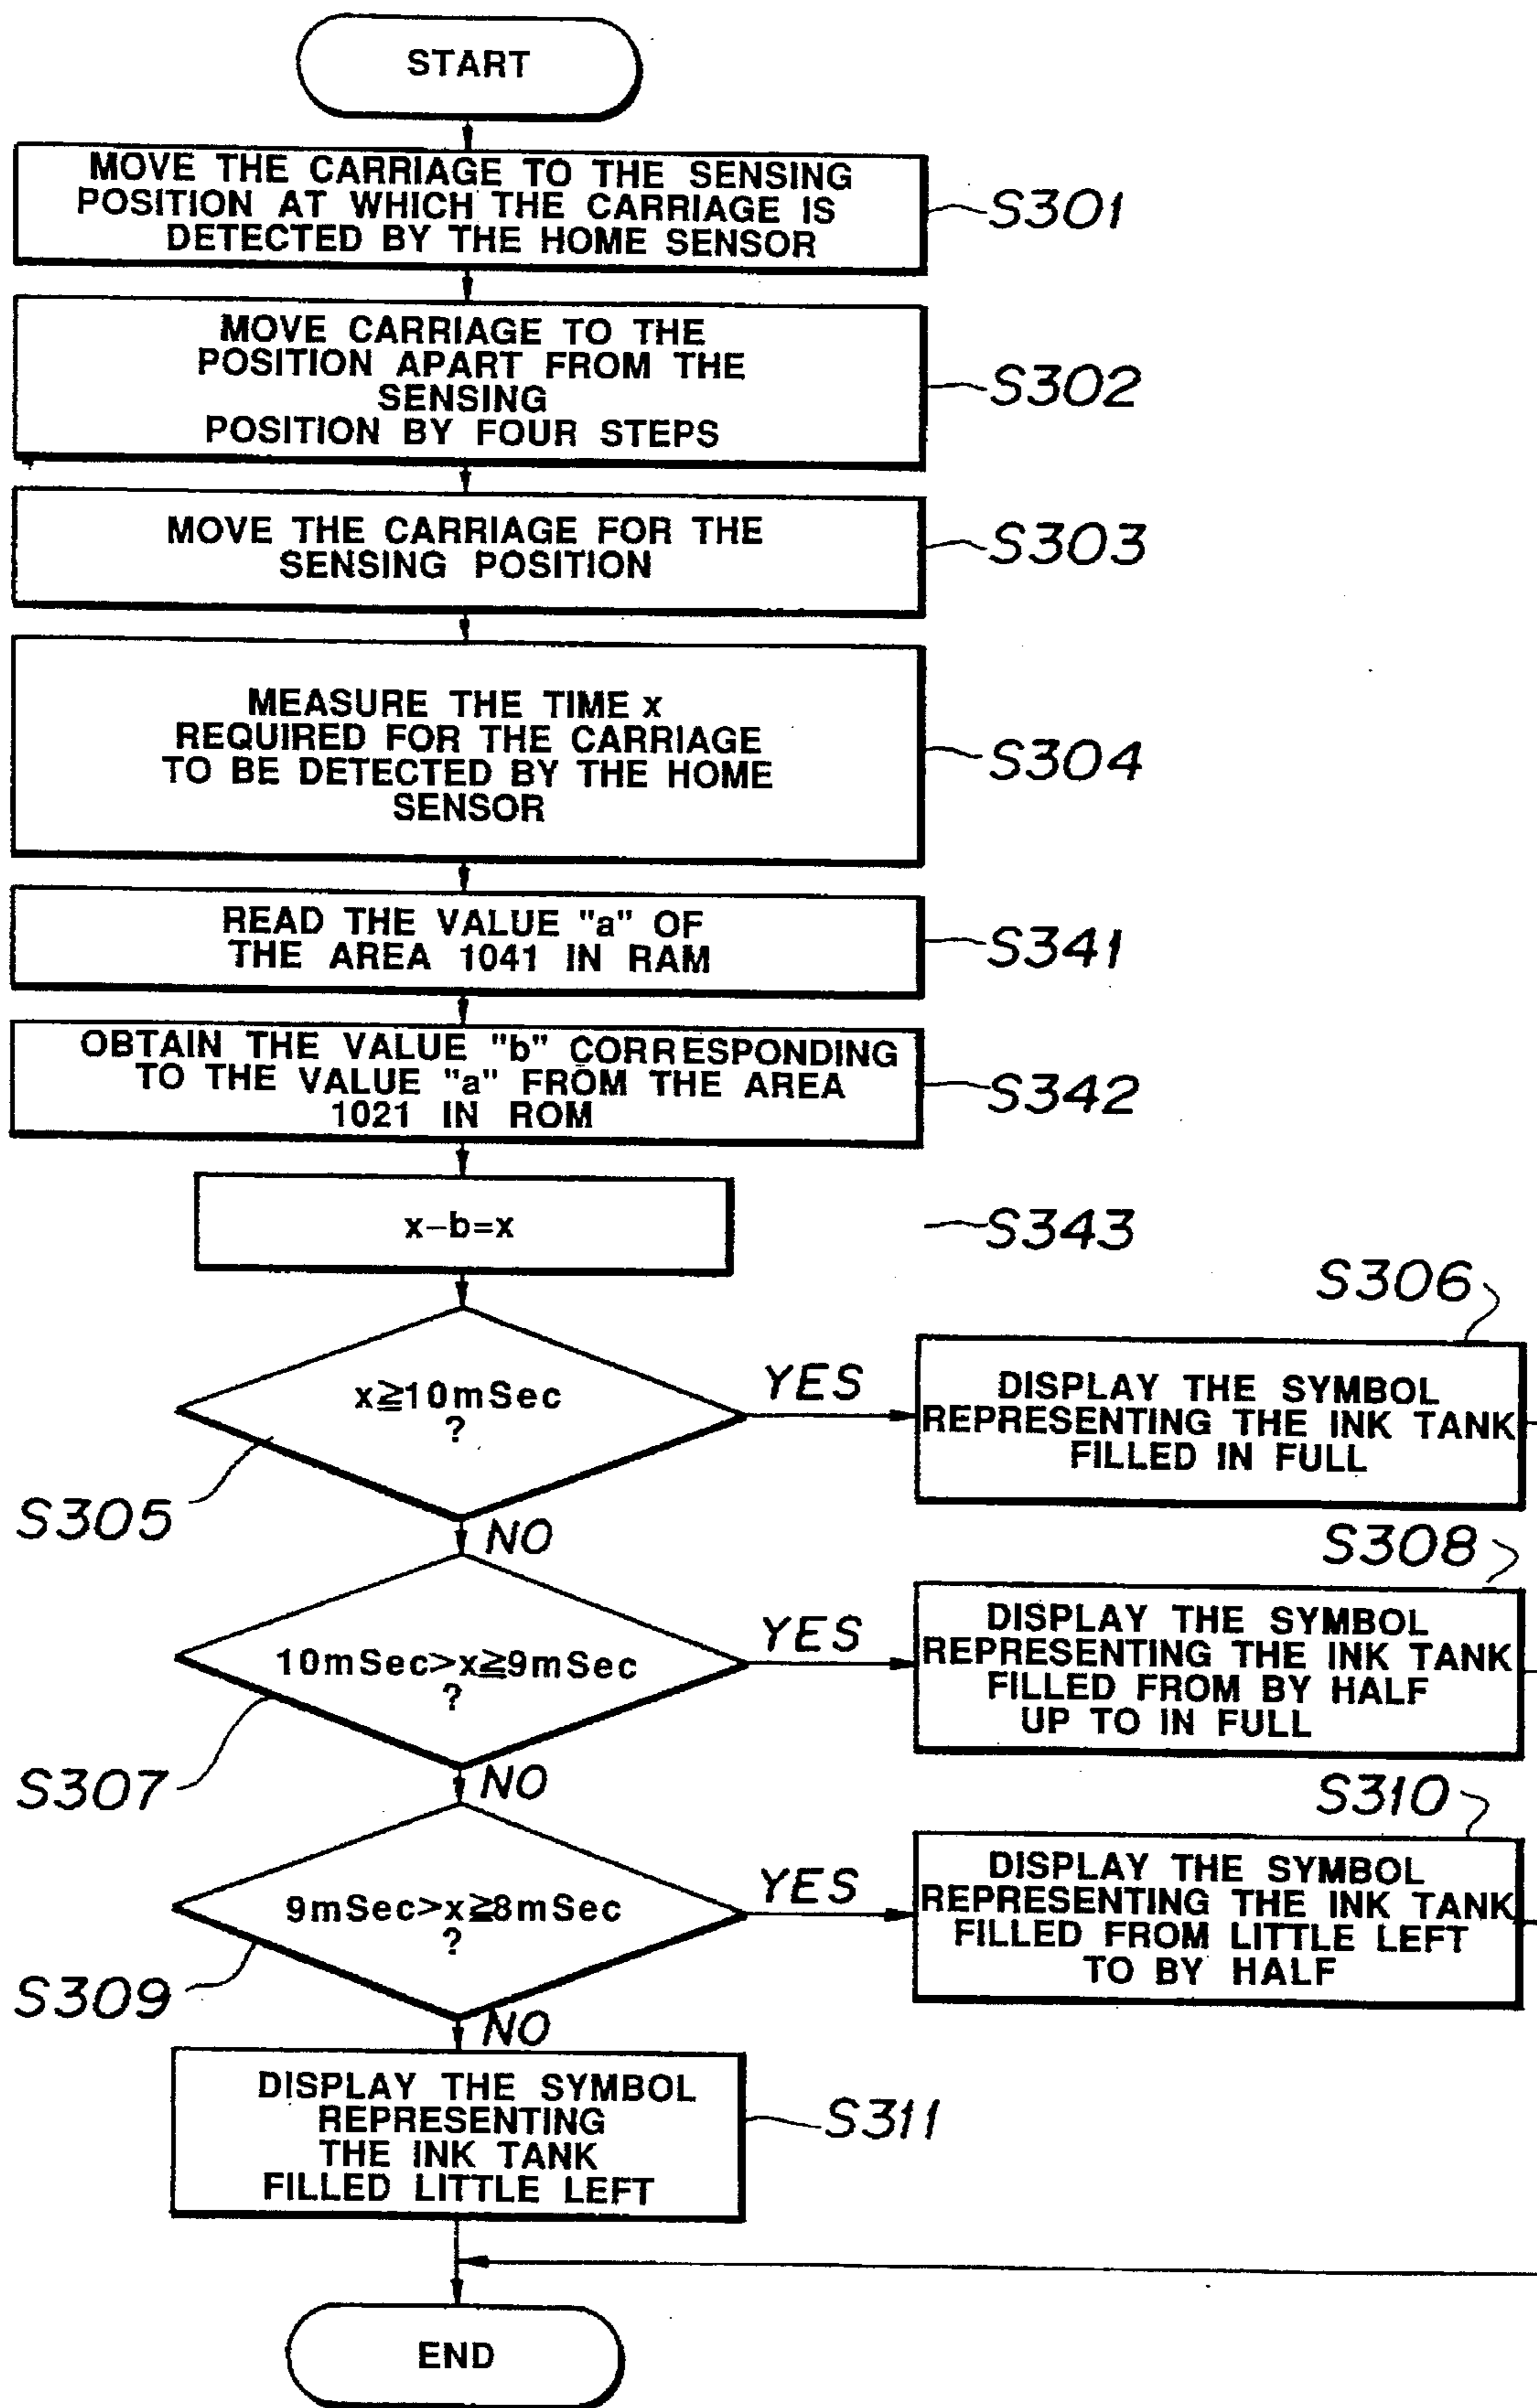 START
MOVE THE CARRIAGE TO THE SENSING
POSITION AT WHICH THE CARRIAGE IS
DETECTED BY THE HOME SENSOR
S301
MOVE CARRIAGE TO THE
POSITION APART FROM THE
SENSING
POSITION BY FOUR STEPS
S302
MOVE THE CARRIAGE FOR THE
SENSING POSITION
S303
MEASURE THE TIME x
REQUIRED FOR THE CARRIAGE
TO BE DETECTED BY THE HOME
SENSOR
S304
READ THE VALUE "a" OF
THE AREA 1041 IN RAM
S341
OBTAIN THE VALUE "b" CORRESPONDING
TO THE VALUE "a" FROM THE AREA
1021 IN ROM
S342
x-b=x
S343
x≧10mSec
?
S305
YES
S306
DISPLAY THE SYMBOL
REPRESENTING THE INK TANK
FILLED IN FULL
NO
10mSec>x≧9mSec
?
S307
YES
S308
DISPLAY THE SYMBOL
REPRESENTING THE INK TANK
FILLED FROM BY HALF
UP TO IN FULL
NO
9mSec>x≧8mSec
?
S309
YES
S310
DISPLAY THE SYMBOL
REPRESENTING THE INK TANK
FILLED FROM LITTLE LEFT
TO BY HALF
NO
DISPLAY THE SYMBOL
REPRESENTING
THE INK TANK
FILLED LITTLE LEFT
S311
END